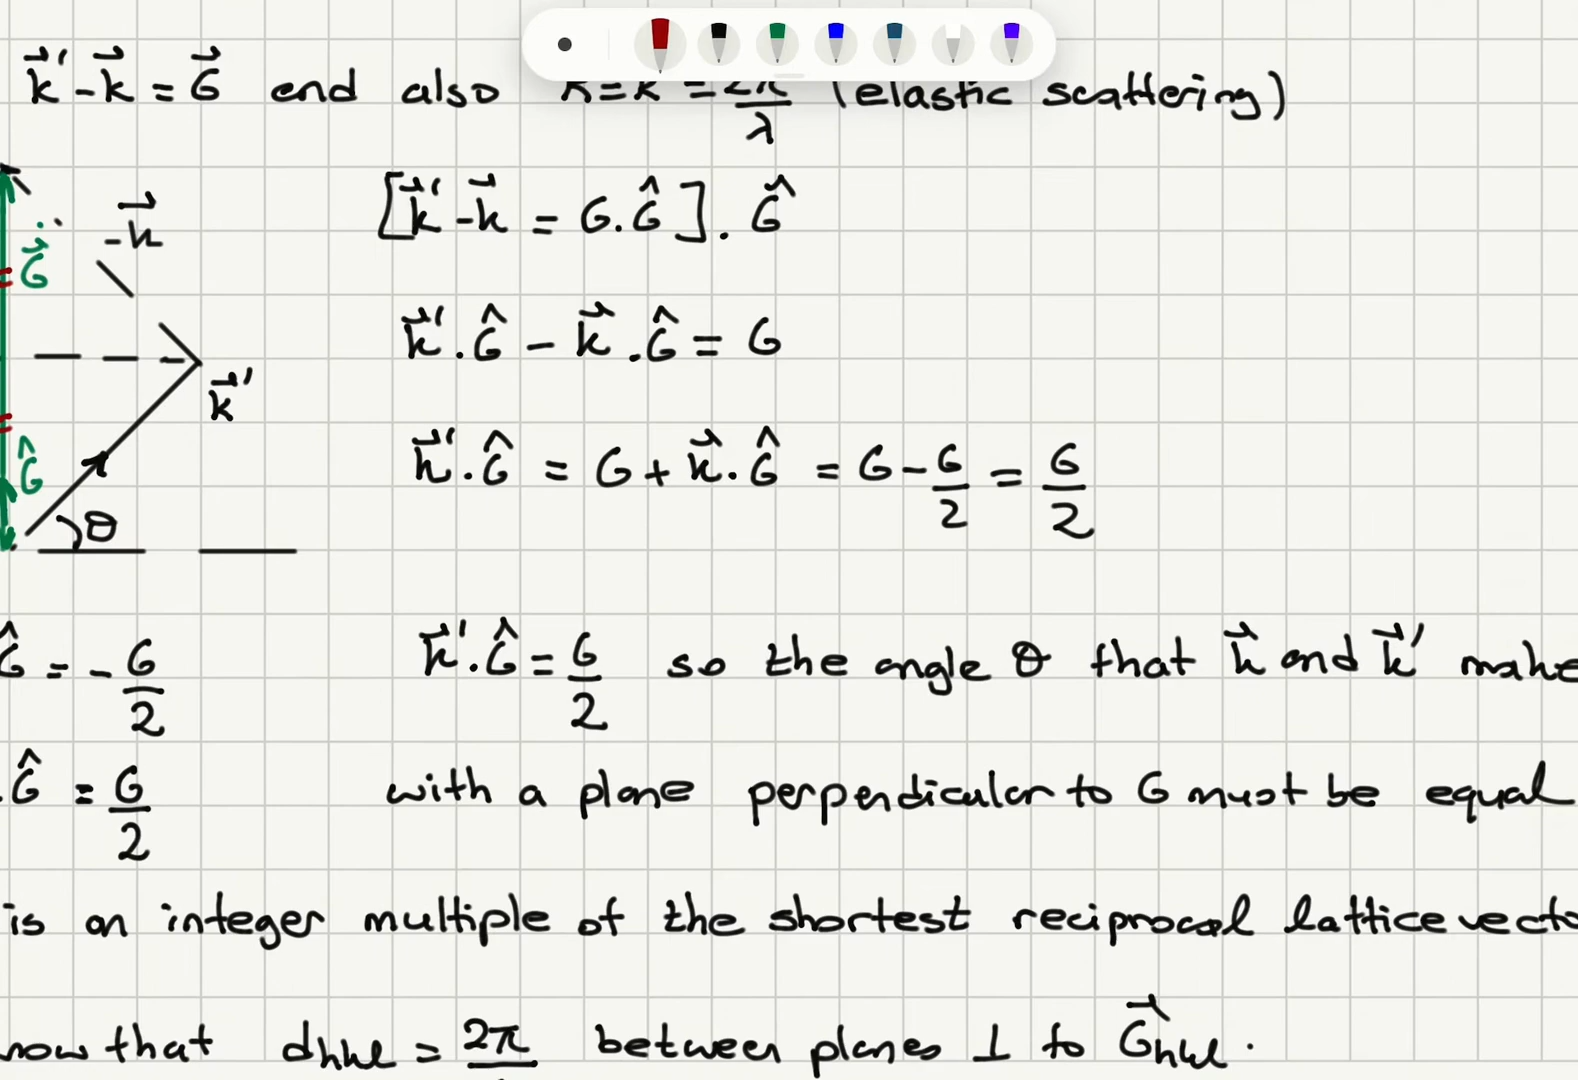 k⃗' - k⃗ = G⃗ and also k = k' = 2π/λ (elastic scattering)
[k⃗' - k⃗ = G.Ĝ] . Ĝ
-k⃗
G⃗
k⃗'.Ĝ - k⃗.Ĝ = G
k⃗'
k⃗'.Ĝ = G + k⃗.Ĝ = G - G/2 = G/2
Ĝ
θ
Ĝ = - G/2 k⃗'.Ĝ = G/2 so the angle θ that k⃗ and k⃗' make
.Ĝ = G/2 with a plane perpendicular to G must be equal
is an integer multiple of the shortest reciprocal lattice vecto
now that dhkl = 2π between planes ⊥ to G⃗hkl.